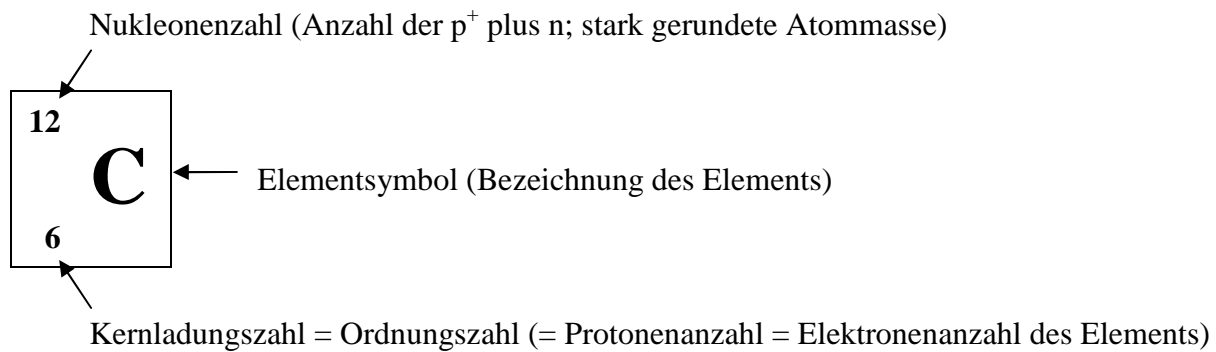 Nukleonenzahl (Anzahl der p⁺ plus n; stark gerundete Atommasse)
12
C
Elementsymbol (Bezeichnung des Elements)
6
Kernladungszahl = Ordnungszahl (= Protonenanzahl = Elektronenanzahl des Elements)